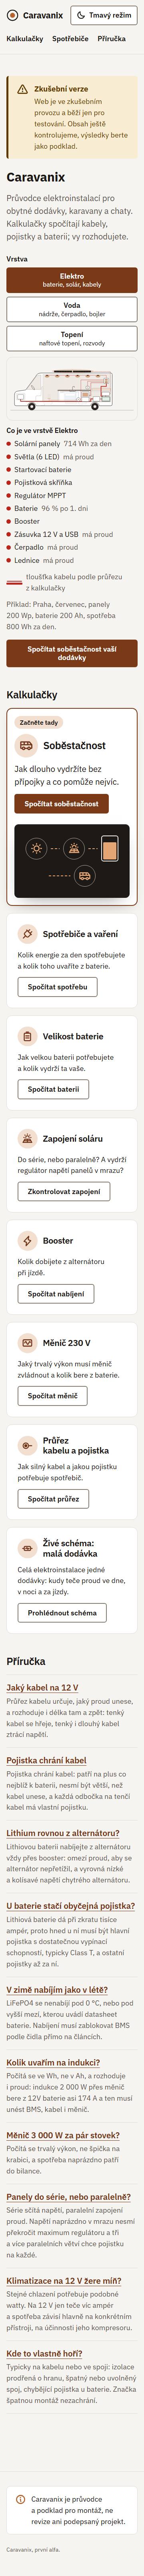 Caravanix
Tmavý režim
Kalkulačky Spotřebiče Příručka
Zkušební verze
Web je ve zkušebním
provozu a běží jen pro
testování. Obsah ještě
kontrolujeme, výsledky berte
jako podklad.
Caravanix
Průvodce elektroinstalací pro
obytné dodávky, karavany a chaty.
Kalkulačky spočítají kabely,
pojistky a baterii; vy rozhodujete.
Vrstva
Elektro
baterie, solár, kabely
Voda
nádrže, čerpadlo, bojler
Topení
naftové topení, rozvody
Co je ve vrstvě Elektro
Solární panely 714 Wh za den
Světla (6 LED) má proud
Startovací baterie
Pojistková skříňka
Regulátor MPPT
Baterie 96 % po 1. dni
Booster
Zásuvka 12 V a USB má proud
Čerpadlo má proud
Lednice má proud
tloušťka kabelu podle průřezu
z kalkulačky
Příklad: Praha, červenec, panely
200 Wp, baterie 200 Ah, spotřeba
800 Wh za den.
Spočítat soběstačnost vaší
dodávky
Kalkulačky
Začněte tady
Soběstačnost
Jak dlouho vydržíte bez
přípojky a co pomůže nejvíc.
Spočítat soběstačnost
Spotřebiče a vaření
Kolik energie za den spotřebujete
a kolik toho uvaříte z baterie.
Spočítat spotřebu
Velikost baterie
Jak velkou baterii potřebujete
a kolik vydrží ta vaše.
Spočítat baterii
Zapojení soláru
Do série, nebo paralelně? A vydrží
regulátor napětí panelů v mrazu?
Zkontrolovat zapojení
Booster
Kolik dobijete z alternátoru
při jízdě.
Spočítat nabíjení
Měnič 230 V
Jaký trvalý výkon musí měnič
zvládnout a kolik bere z baterie.
Spočítat měnič
Průřez
kabelu a pojistka
Jak silný kabel a jakou pojistku
potřebuje spotřebič.
Spočítat průřez
Živé schéma:
malá dodávka
Celá elektroinstalace jedné
dodávky: kudy teče proud ve dne,
v noci a za jízdy.
Prohlédnout schéma
Příručka
Jaký kabel na 12 V
Průřez kabelu určuje, jaký proud unese,
a rozhoduje i délka tam a zpět: tenký
kabel se hřeje, tenký i dlouhý kabel
ztrácí napětí.
Pojistka chrání kabel
Pojistka chrání kabel: patří na plus co
nejblíž k baterii, nesmí být větší, než
kabel unese, a každá odbočka na tenčí
kabel má vlastní pojistku.
Lithium rovnou z alternátoru?
Lithiovou baterii nabíjejte z alternátoru
vždy přes booster: omezí proud, aby se
alternátor nepřetížil, a vyrovná nízké
a kolísavé napětí chytrého alternátoru.
U baterie stačí obyčejná pojistka?
Lithiová baterie dá při zkratu tisíce
ampér, proto hned u ní musí být hlavní
pojistka s dostatečnou vypínací
schopností, typicky Class T, a ostatní
pojistky až za ní.
V zimě nabíjím jako v létě?
LiFePO4 se nenabíjí pod 0 °C, nebo pod
vyšší mezí, kterou uvádí datasheet
baterie. Nabíjení musí zablokovat BMS
podle čidla přímo na článcích.
Kolik uvařím na indukci?
Počítá se ve Wh, ne v Ah, a rozhoduje
i proud: indukce 2 000 W přes měnič
bere z 12V baterie asi 174 A a ten musí
unést BMS, kabel i měnič.
Měnič 3 000 W za pár stovek?
Počítá se trvalý výkon, ne špička na
krabici, a spotřeba naprázdno patří
do bilance.
Panely do série, nebo paralelně?
Série sčítá napětí, paralelní zapojení
proud. Napětí naprázdno v mrazu nesmí
překročit maximum regulátoru a tři
a více paralelních větví chce pojistku
na každé.
Klimatizace na 12 V žere míň?
Stejné chlazení potřebuje podobné
watty. Na 12 V jen teče víc ampér
a spotřeba závisí hlavně na konkrétním
přístroji, na účinnosti jeho kompresoru.
Kde to vlastně hoří?
Typicky na kabelu nebo ve spoji: izolace
prodřená o hranu, špatný nebo uvolněný
spoj, chybějící pojistka u baterie. Značka
špatnou montáž nezachrání.
Caravanix je průvodce
a podklad pro montáž, ne
revize ani podepsaný projekt.
Caravanix, první alfa.